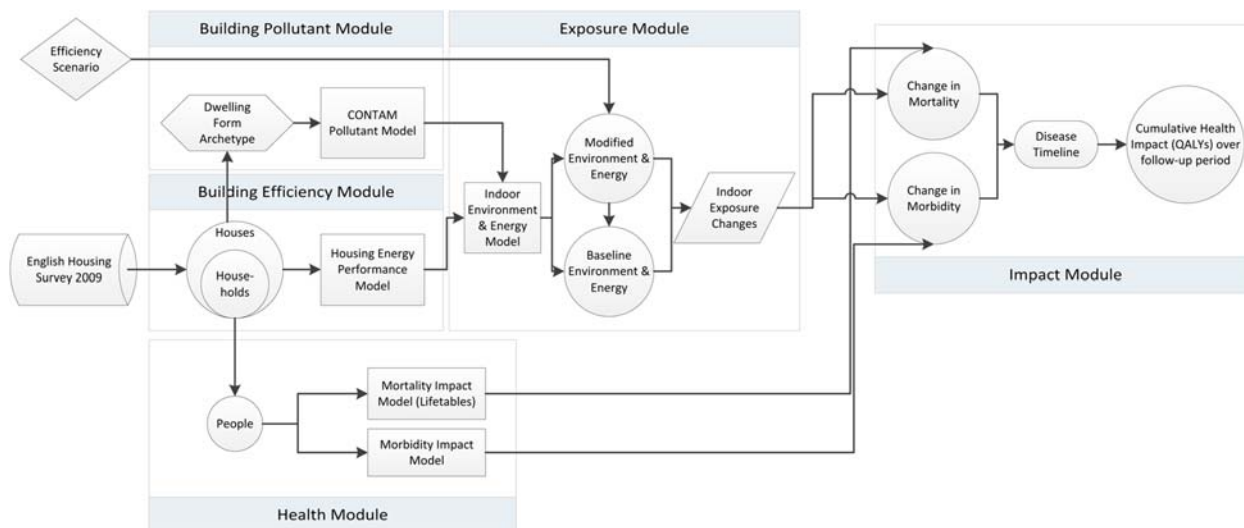 Building Pollutant Module
Exposure Module
Efficiency
Scenario
Dwelling
Form
Archetype
CONTAM
Pollutant Model
Building Efficiency Module
English Housing
Survey 2009
Houses
House-
holds
Housing Energy
Performance
Model
Indoor
Environment
& Energy Model
Modified
Environment &
Energy
Baseline
Environment
& Energy
Indoor
Exposure
Changes
Change in
Mortality
Change in
Morbidity
Disease
Timeline
Cumulative Health
Impact (QALYs) over
follow-up period
Impact Module
People
Mortality Impact
Model (Lifetables)
Morbidity Impact
Model
Health Module